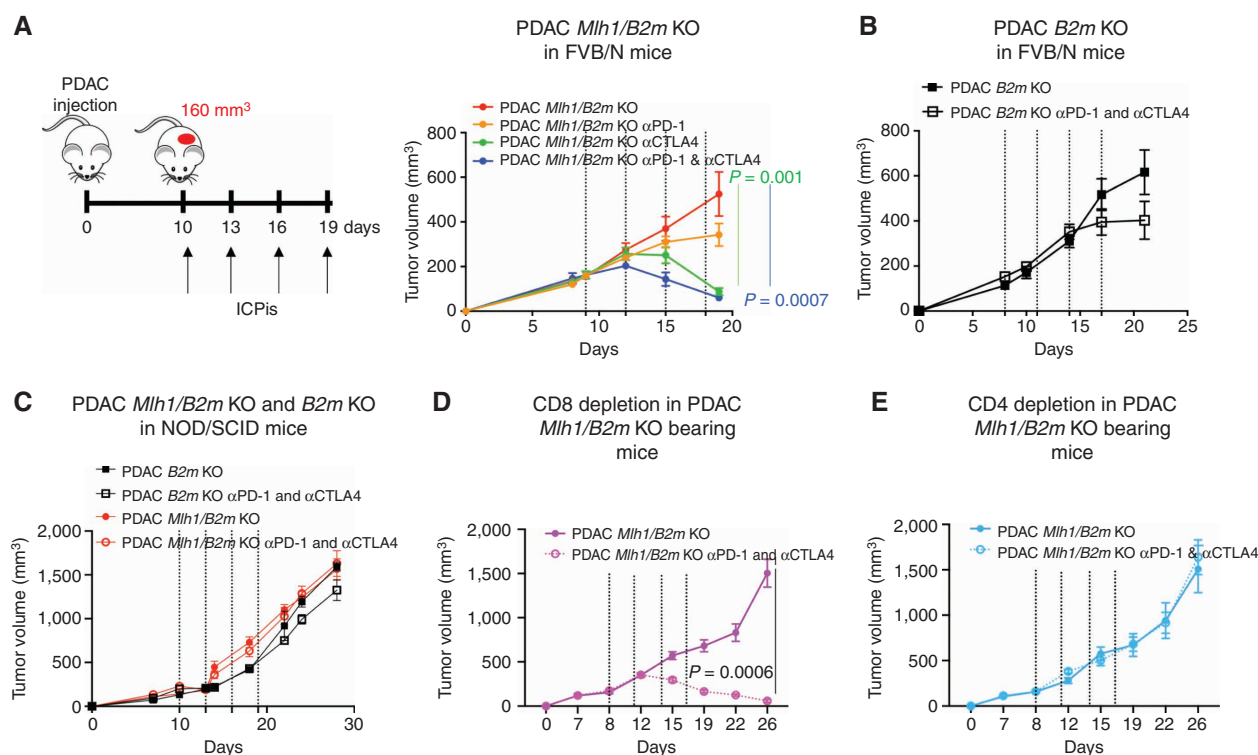 A
PDAC
injection
160 mm³
0
10
13
16
19
days
ICPis
PDAC Mlh1/B2m KO
in FVB/N mice
PDAC Mlh1/B2m KO
PDAC Mlh1/B2m KO αPD-1
PDAC Mlh1/B2m KO αCTLA4
PDAC Mlh1/B2m KO αPD-1 & αCTLA4
Tumor volume (mm³)
800
600
400
200
0
0
5
10
15
20
Days
P = 0.001
P = 0.0007
B
PDAC B2m KO
in FVB/N mice
PDAC B2m KO
PDAC B2m KO αPD-1 and αCTLA4
Tumor volume (mm³)
800
600
400
200
0
0
5
10
15
20
25
Days
C
PDAC Mlh1/B2m KO and B2m KO
in NOD/SCID mice
PDAC B2m KO
PDAC B2m KO αPD-1 and αCTLA4
PDAC Mlh1/B2m KO
PDAC Mlh1/B2m KO αPD-1 and αCTLA4
Tumor volume (mm³)
2,000
1,500
1,000
500
0
0
10
20
30
Days
D
CD8 depletion in PDAC
Mlh1/B2m KO bearing
mice
PDAC Mlh1/B2m KO
PDAC Mlh1/B2m KO αPD-1 and αCTLA4
Tumor volume (mm³)
2,000
1,500
1,000
500
0
P = 0.0006
0
7
8
12
15
19
22
26
Days
E
CD4 depletion in PDAC
Mlh1/B2m KO bearing
mice
PDAC Mlh1/B2m KO
PDAC Mlh1/B2m KO αPD-1 & αCTLA4
Tumor volume (mm³)
2,000
1,500
1,000
500
0
0
7
8
12
15
19
22
26
Days